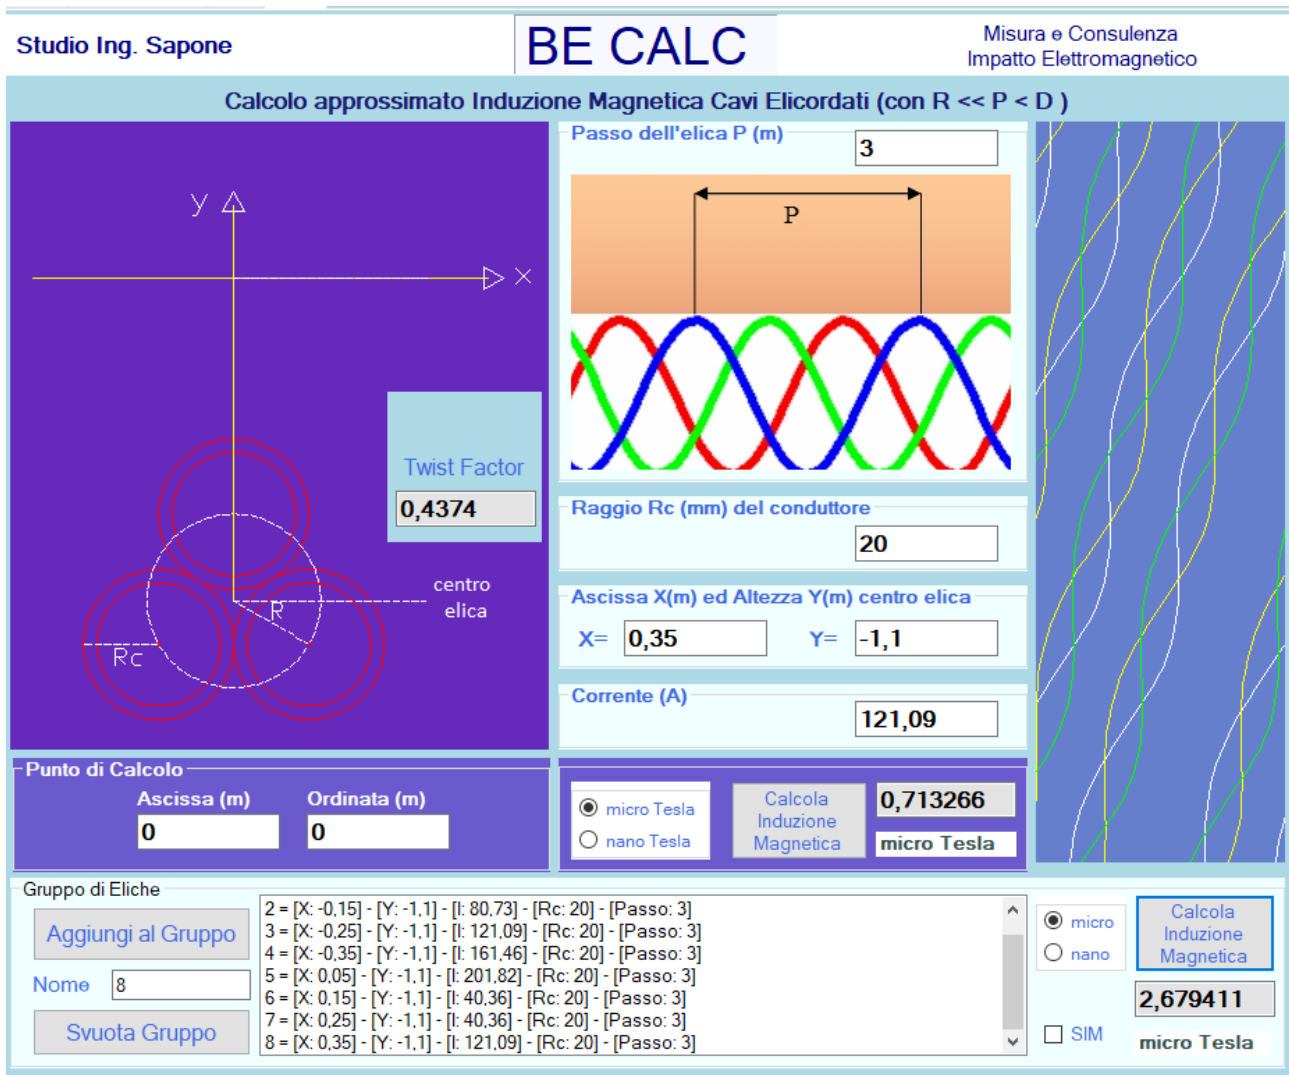 Studio Ing. Sapone
BE CALC
Misura e Consulenza
Impatto Elettromagnetico
Calcolo approssimato Induzione Magnetica Cavi Elicordati (con R << P < D )
y
x
Twist Factor
0,4374
centro
elica
R
Rc
Passo dell'elica P (m)
3
P
Raggio Rc (mm) del conduttore
20
Ascissa X(m) ed Altezza Y(m) centro elica
X= 0,35 Y= -1,1
Corrente (A)
121,09
Punto di Calcolo
Ascissa (m) Ordinata (m)
0 0
micro Tesla
nano Tesla
Calcola
Induzione
Magnetica
0,713266
micro Tesla
Gruppo di Eliche
Aggiungi al Gruppo
Nome 8
Svuota Gruppo
2 = [X: -0,15] - [Y: -1,1] - [I: 80,73] - [Rc: 20] - [Passo: 3]
3 = [X: -0,25] - [Y: -1,1] - [I: 121,09] - [Rc: 20] - [Passo: 3]
4 = [X: -0,35] - [Y: -1,1] - [I: 161,46] - [Rc: 20] - [Passo: 3]
5 = [X: 0,05] - [Y: -1,1] - [I: 201,82] - [Rc: 20] - [Passo: 3]
6 = [X: 0,15] - [Y: -1,1] - [I: 40,36] - [Rc: 20] - [Passo: 3]
7 = [X: 0,25] - [Y: -1,1] - [I: 40,36] - [Rc: 20] - [Passo: 3]
8 = [X: 0,35] - [Y: -1,1] - [I: 121,09] - [Rc: 20] - [Passo: 3]
micro
nano
Calcola
Induzione
Magnetica
2,679411
SIM
micro Tesla